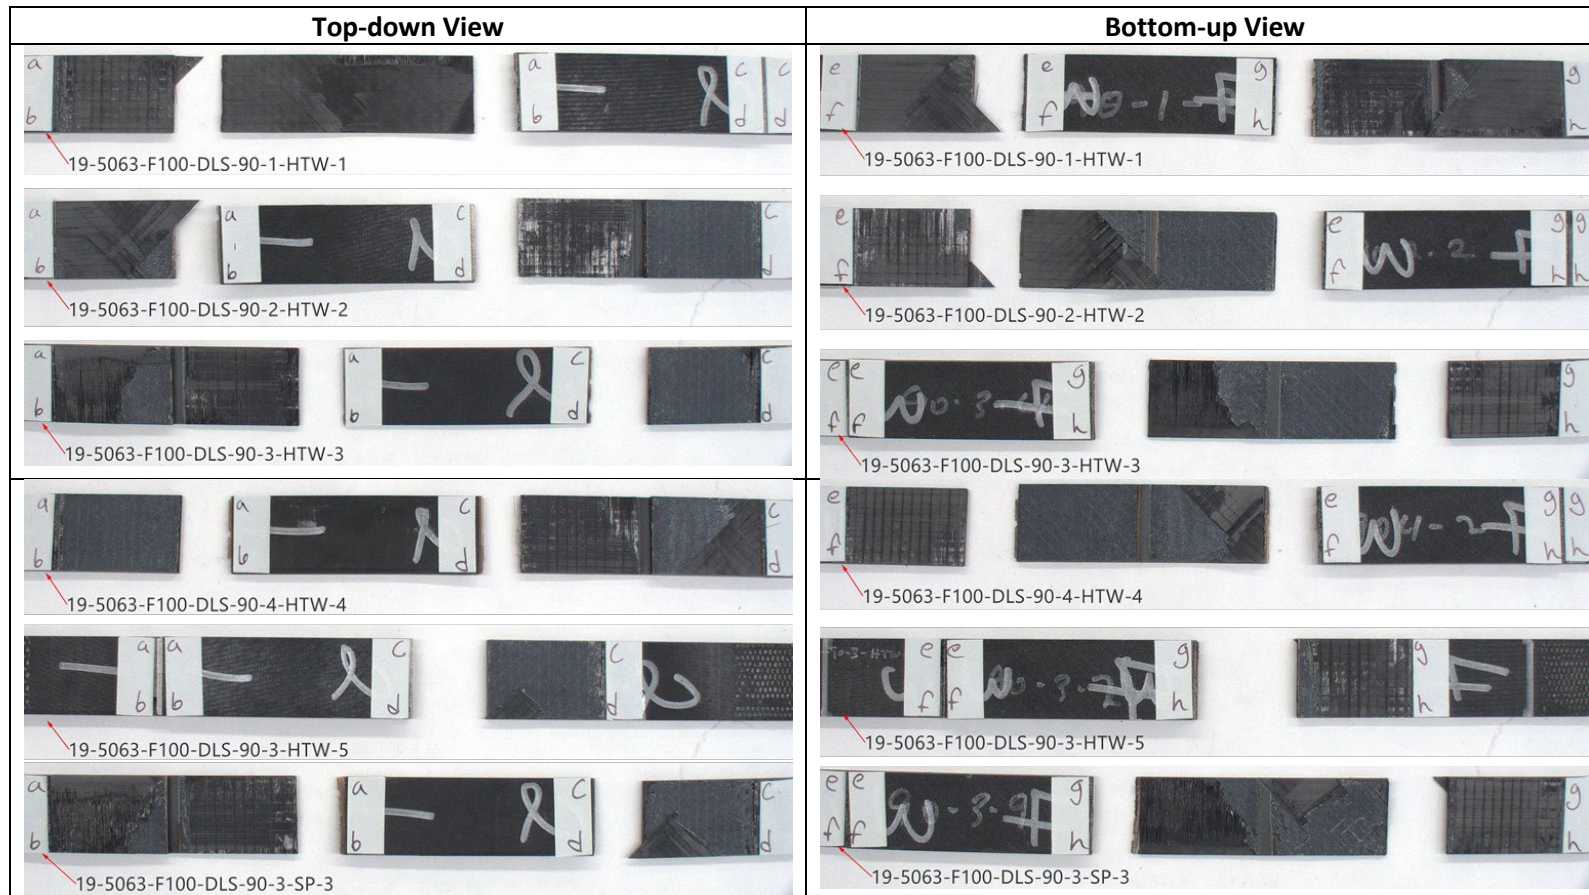 Top-down View
Bottom-up View
a a c c
b b d d
19-5063-F100-DLS-90-1-HTW-1
a a c c
b b d d
19-5063-F100-DLS-90-2-HTW-2
a a c c
b b d d
19-5063-F100-DLS-90-3-HTW-3
e e g g
f f h h
19-5063-F100-DLS-90-1-HTW-1
e e g g
f f h h
19-5063-F100-DLS-90-2-HTW-2
e e g g
f f h h
19-5063-F100-DLS-90-3-HTW-3
a a c c
b b d d
19-5063-F100-DLS-90-4-HTW-4
a a c c
b b d d
19-5063-F100-DLS-90-3-HTW-5
a a c c
b b d d
19-5063-F100-DLS-90-3-SP-3
e e g g
f f h h
19-5063-F100-DLS-90-4-HTW-4
e e g g
f f h h
19-5063-F100-DLS-90-3-HTW-5
e e g g
f f h h
19-5063-F100-DLS-90-3-SP-3